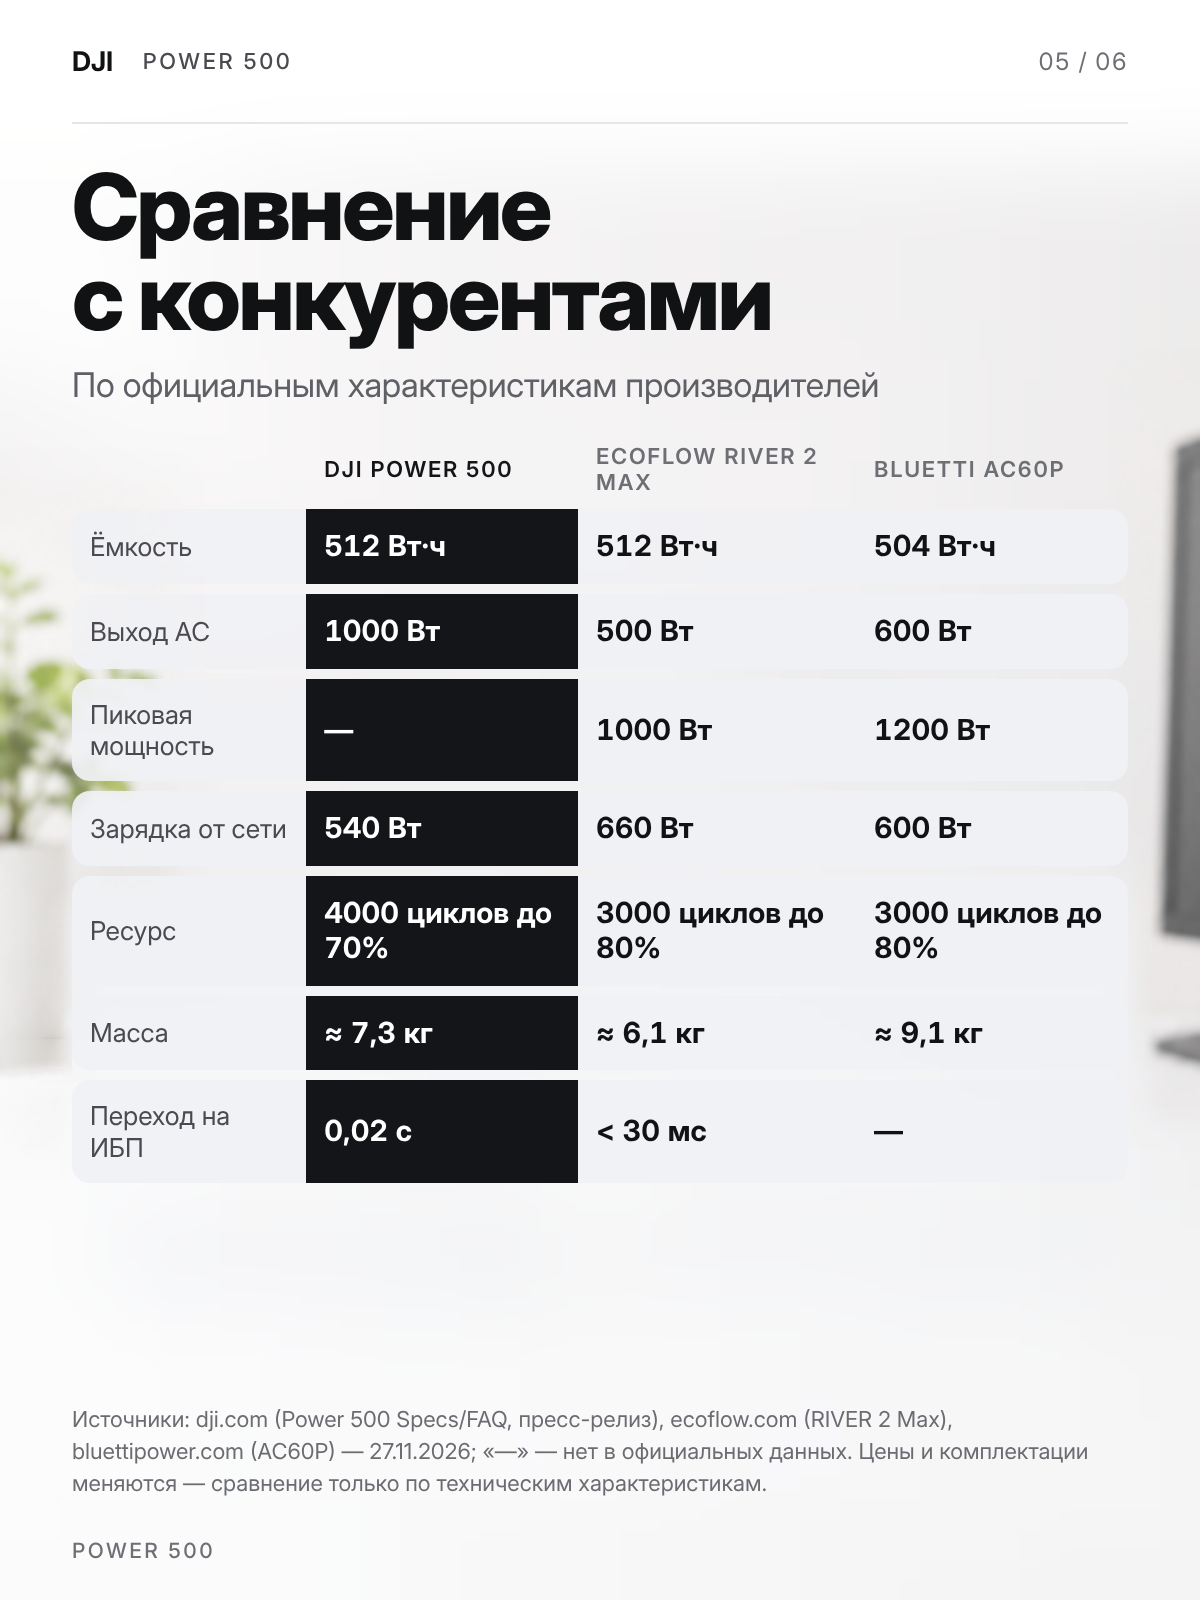 DJI POWER 500
05 / 06
Сравнение
с конкурентами
По официальным характеристикам производителей
DJI POWER 500
ECOFLOW RIVER 2
MAX
BLUETTI AC60P
Ёмкость
512 Вт·ч
512 Вт·ч
504 Вт·ч
Выход AC
1000 Вт
500 Вт
600 Вт
Пиковая
мощность
—
1000 Вт
1200 Вт
Зарядка от сети
540 Вт
660 Вт
600 Вт
Ресурс
4000 циклов до
70%
3000 циклов до
80%
3000 циклов до
80%
Масса
≈ 7,3 кг
≈ 6,1 кг
≈ 9,1 кг
Переход на
ИБП
0,02 с
< 30 мс
—
Источники: dji.com (Power 500 Specs/FAQ, пресс-релиз), ecoflow.com (RIVER 2 Max),
bluettipower.com (AC60P) — 27.11.2026; «—» — нет в официальных данных. Цены и комплектации
меняются — сравнение только по техническим характеристикам.
POWER 500